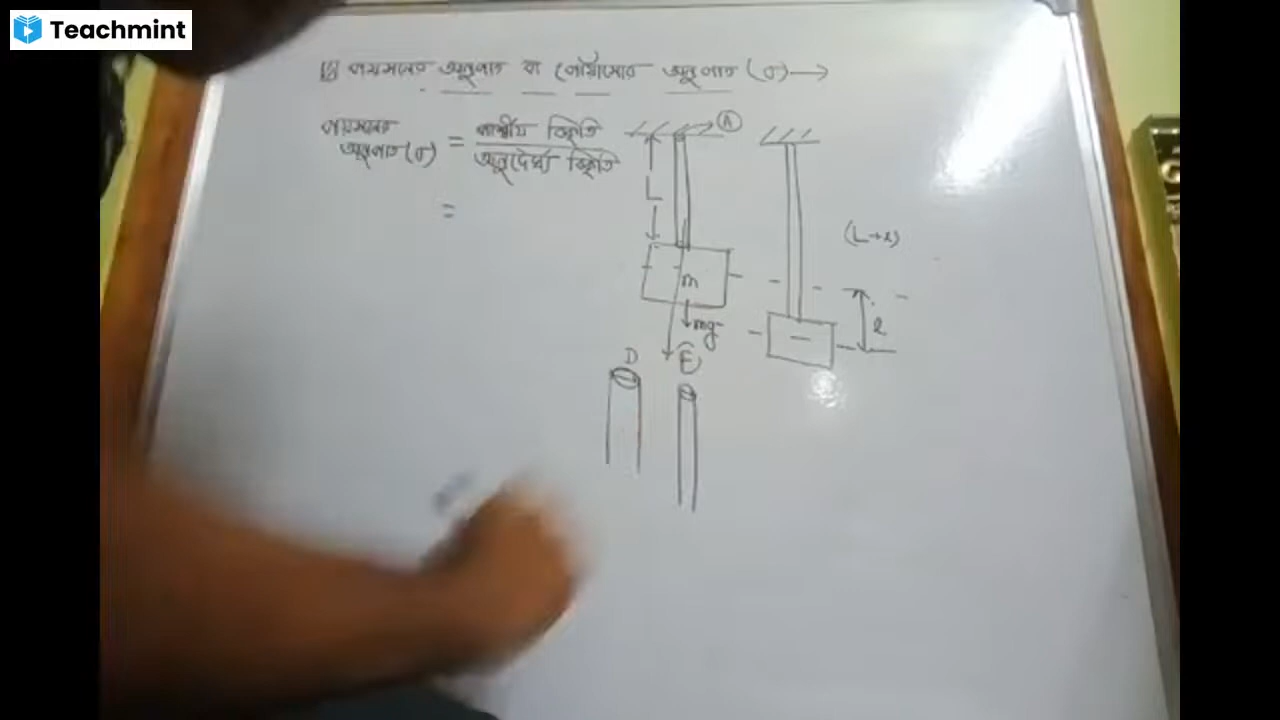 Teachmint
পয়সনের অনুপাত বা পোয়াসোর অনুপাত (σ) →
পয়সনের
অনুপাত (σ) = পার্শ্বীয় বিকৃতি
অনুদৈর্ঘ্য বিকৃতি
=
A
L
(L+l)
m
mg
l
D
F